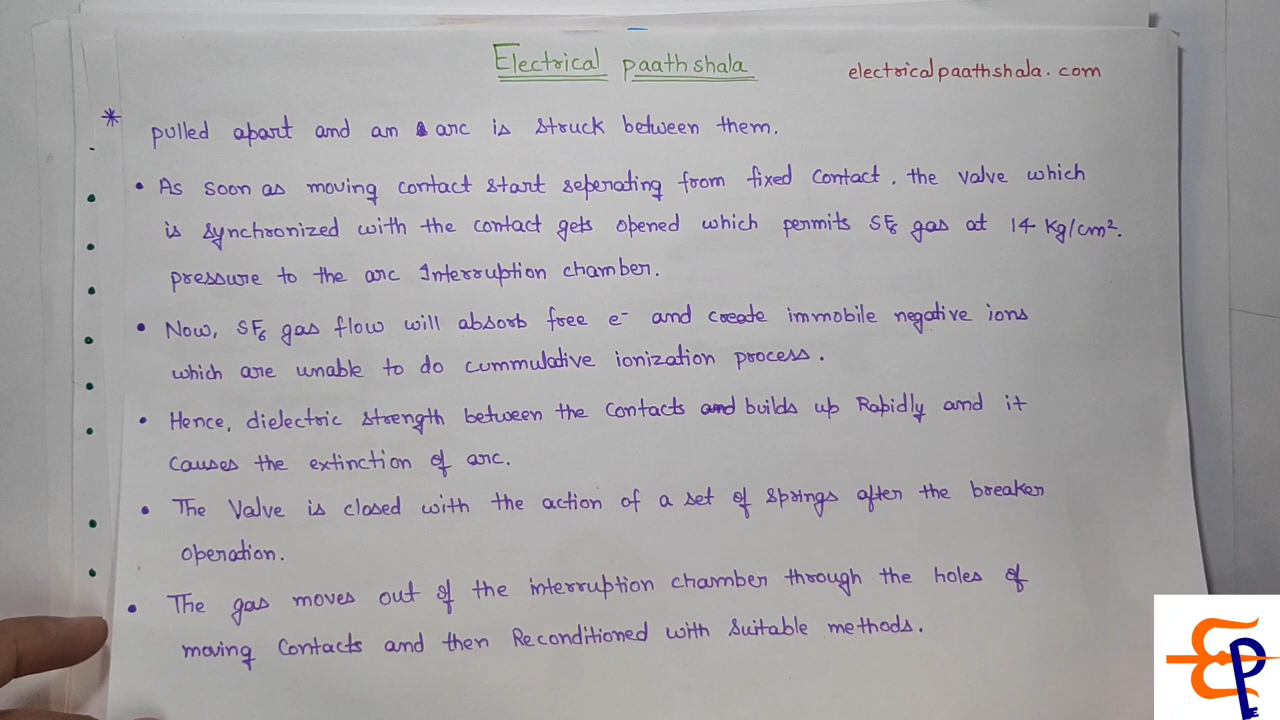 Electrical paathshala
electricalpaathshala.com
* pulled apart and an arc is struck between them.
• As soon as moving contact start seperating from fixed contact. the valve which
is synchronized with the contact gets opened which permits SF6 gas at 14 kg/cm².
pressure to the arc Interruption chamber.
• Now, SF6 gas flow will absorb free e⁻ and create immobile negative ions
which are unable to do cummulative ionization process.
• Hence, dielectric strength between the contacts and builds up Rapidly and it
causes the extinction of arc.
• The Valve is closed with the action of a set of springs after the breaker
operation.
• The gas moves out of the interruption chamber through the holes of
moving Contacts and then Reconditioned with suitable methods.
EP